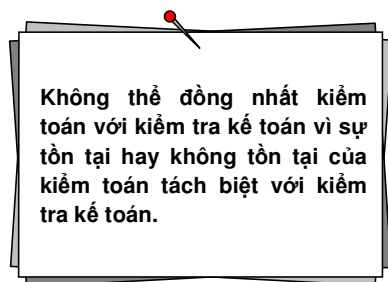 Không thể đồng nhất kiểm
toán với kiểm tra kế toán vì sự
tồn tại hay không tồn tại của
kiểm toán tách biệt với kiểm
tra kế toán.